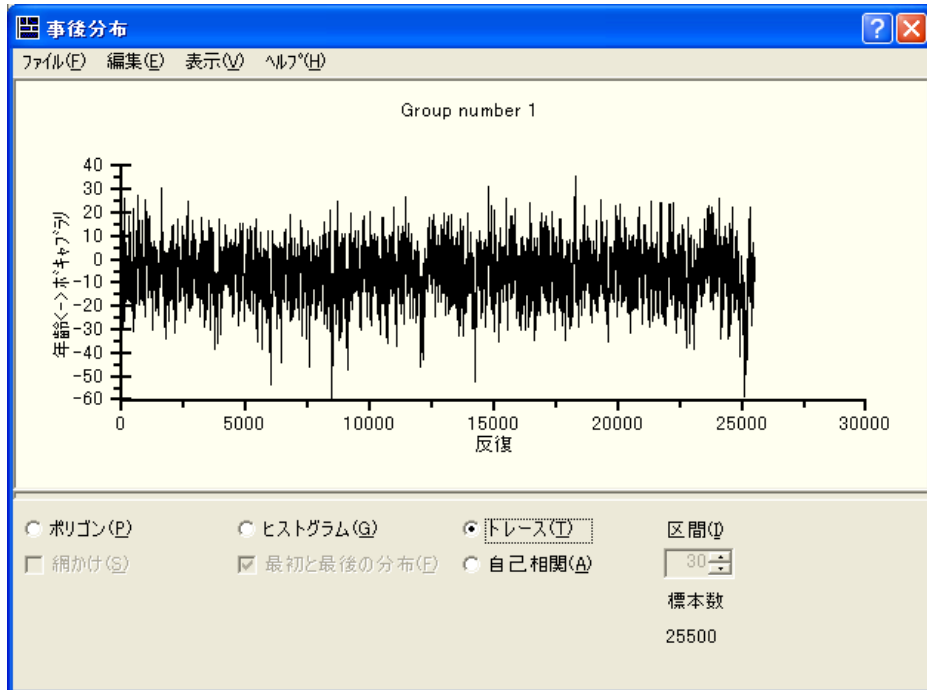 事後分布
ﾌｧｲﾙ(F) 編集(E) 表示(V) ﾍﾙﾌﾟ(H)
Group number 1
年齢<->ﾎﾞｷｬﾌﾞﾗﾘ
40
30
20
10
0
-10
-20
-30
-40
-50
-60
0 5000 10000 15000 20000 25000 30000
反復
ポリゴン(P) ヒストグラム(G) トレース(T) 区間(I)
網かけ(S) 最初と最後の分布(F) 自己相関(A) 30
標本数
25500